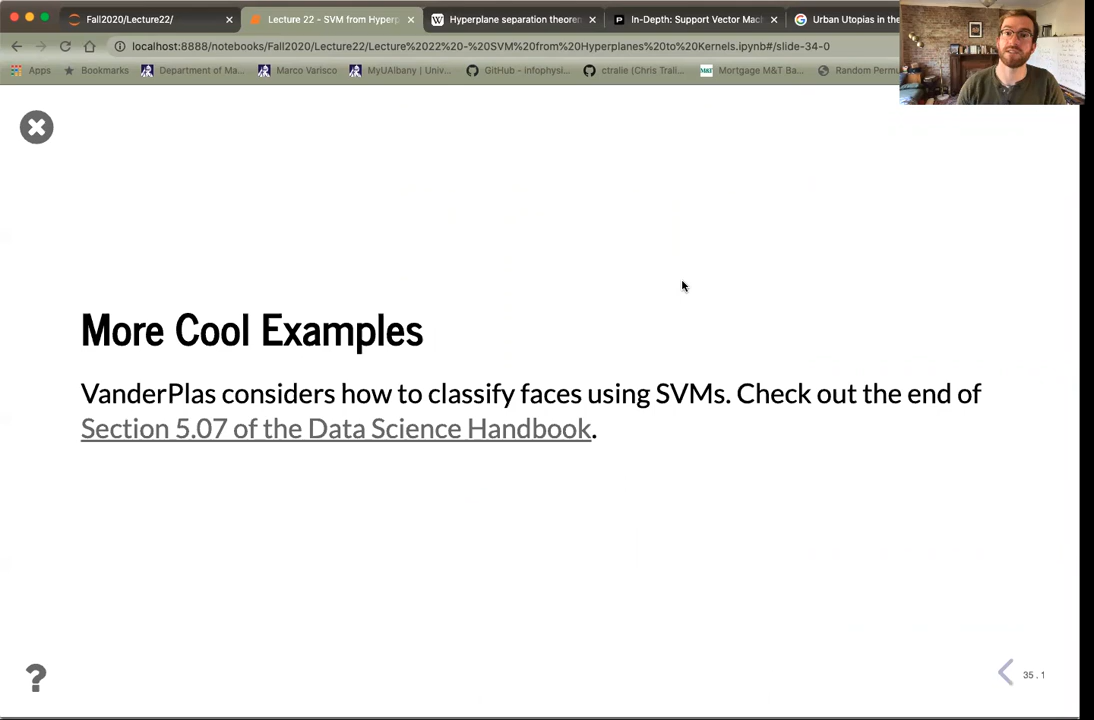 Fall2020/Lecture22/
Lecture 22 - SVM from Hyperp
Hyperplane separation theorem
In-Depth: Support Vector Mac
Urban Utopias in the
localhost:8888/notebooks/Fall2020/Lecture22/Lecture%2022%20-%20SVM%20from%20Hyperplanes%20to%20Kernels.ipynb#/slide-34-0
Apps
Bookmarks
Department of Ma...
Marco Varisco
MyUAlbany | Univ...
GitHub - infophysi...
ctralie (Chris Trali...
M&T
Mortgage M&T Ba...
Random Permu
More Cool Examples
VanderPlas considers how to classify faces using SVMs. Check out the end of
Section 5.07 of the Data Science Handbook.
?
35 . 1